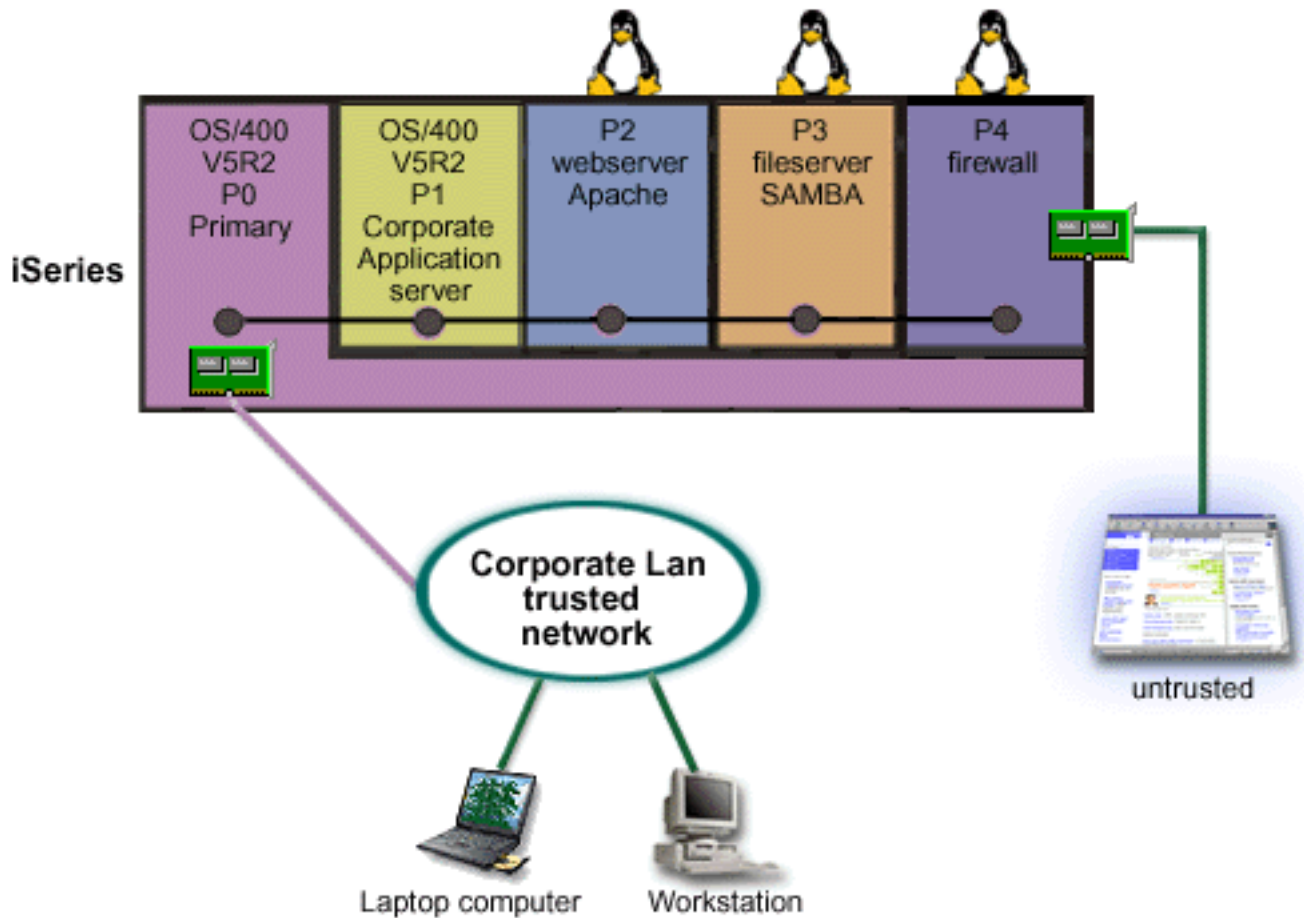 OS/400
V5R2
P0
Primary
OS/400
V5R2
P1
Corporate
Application
server
P2
webserver
Apache
P3
fileserver
SAMBA
P4
firewall
iSeries
Corporate Lan
trusted
network
untrusted
Laptop computer
Workstation